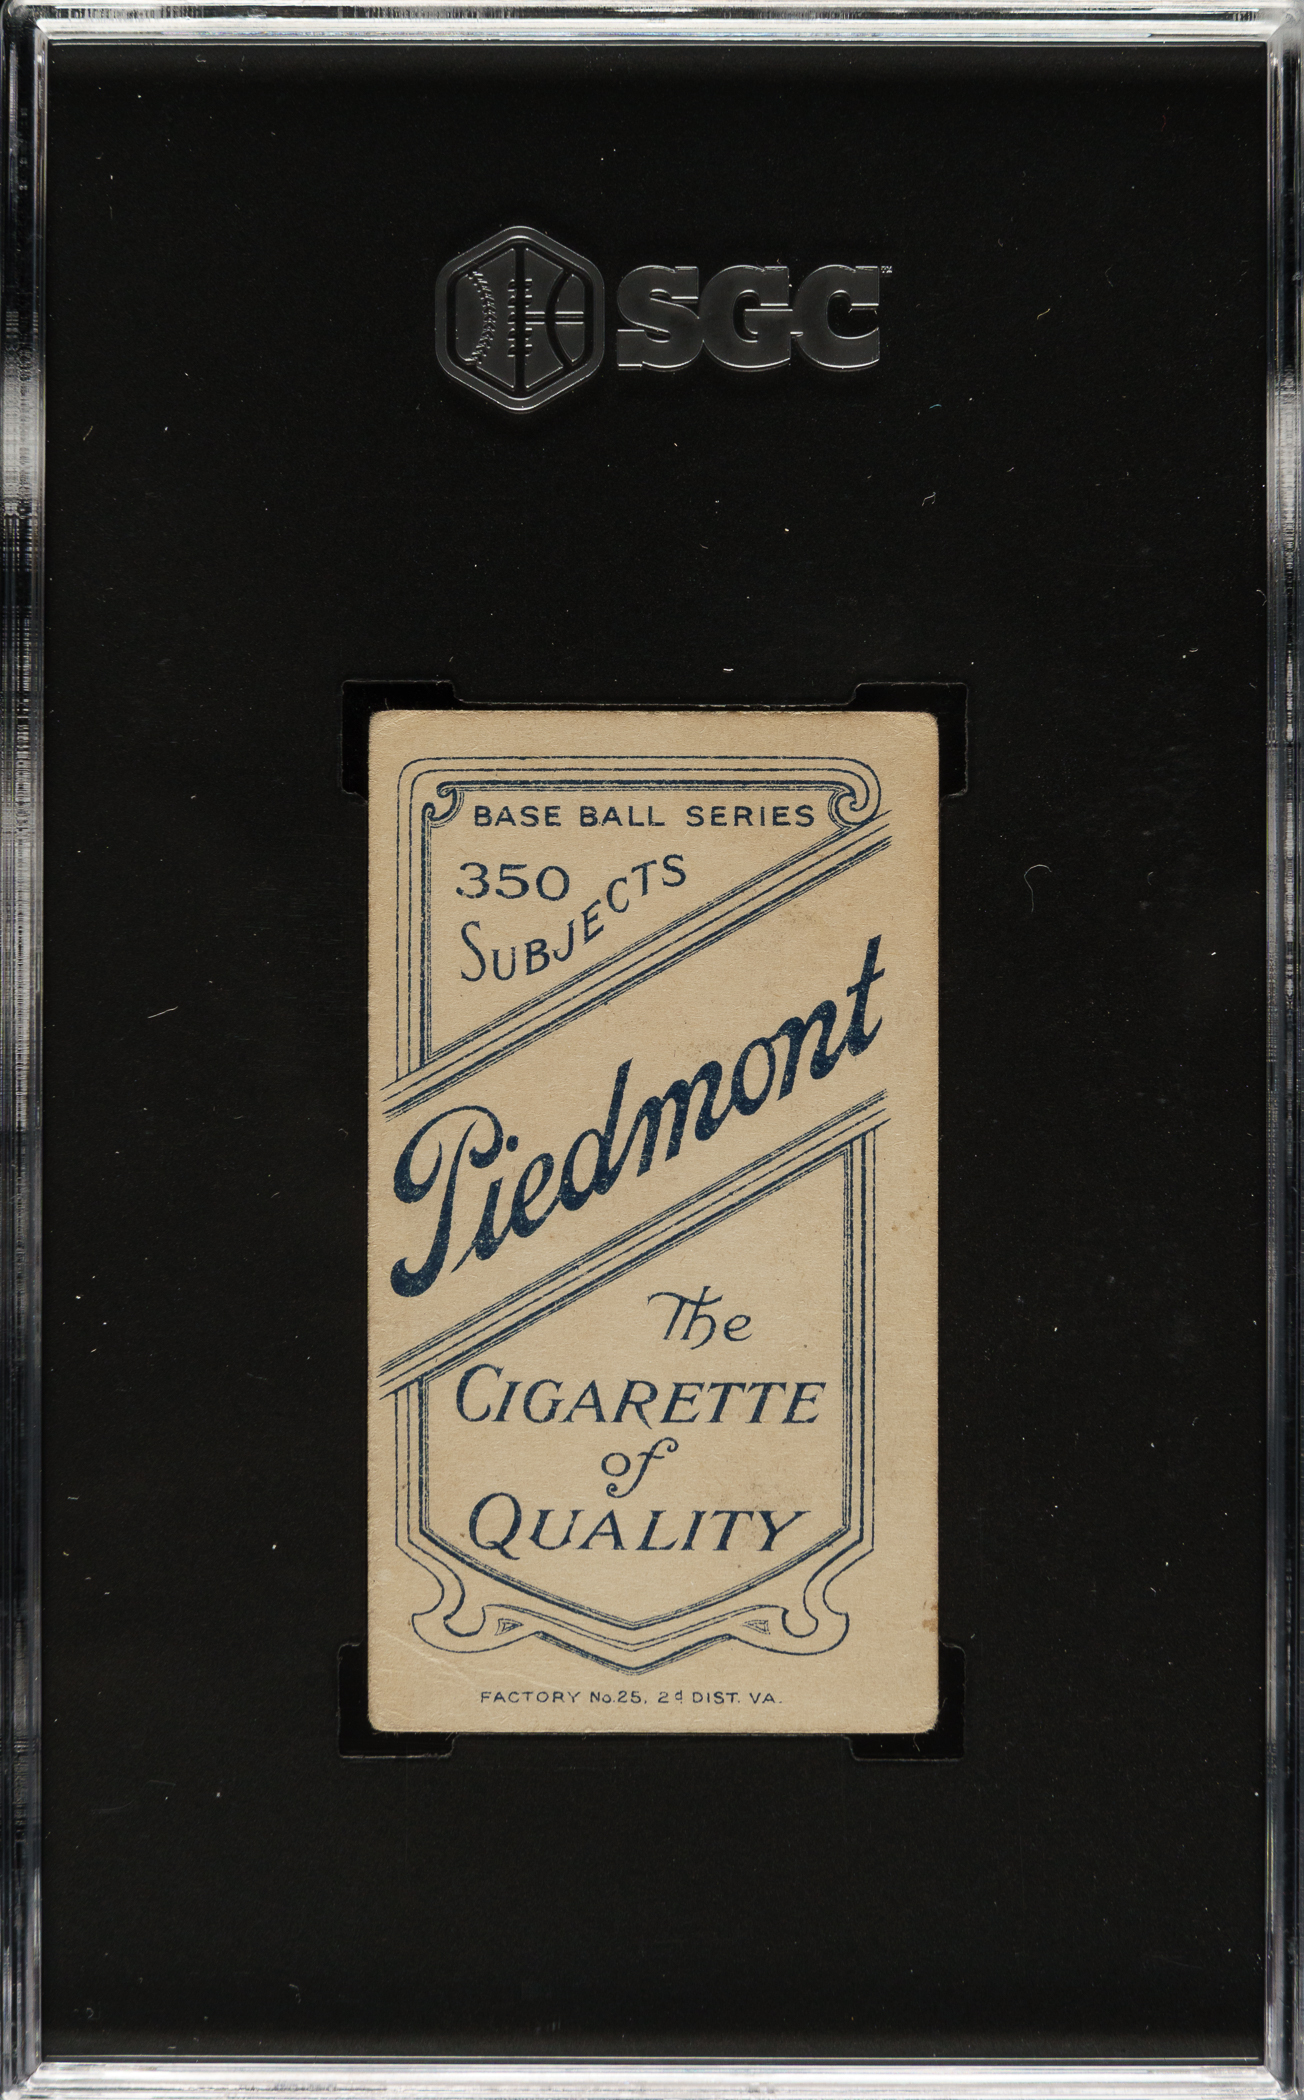 SGC
BASE BALL SERIES
350
SUBJECTS
Piedmont
The
CIGARETTE
of
QUALITY
FACTORY No.25, 2d DIST. VA.